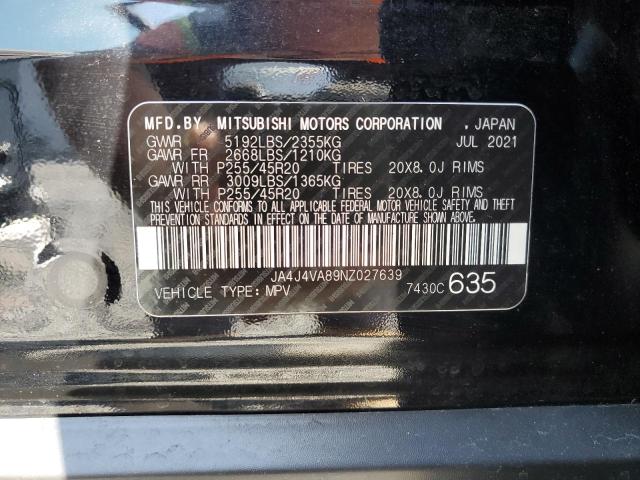 MFD.BY MITSUBISHI MOTORS CORPORATION , JAPAN
GVWR 5192LBS/2355KG JUL 2021
GAWR FR 2668LBS/1210KG
WITH P255/45R20 TIRES 20X8.0J RIMS
GAWR RR 3009LBS/1365KG
WITH P255/45R20 TIRES 20X8.0J RIMS
THIS VEHICLE CONFORMS TO ALL APPLICABLE FEDERAL MOTOR VEHICLE SAFETY AND THEFT
PREVENTION STANDARDS IN EFFECT ON THE DATE OF MANUFACTURE SHOWN ABOVE.
JA4J4VA89NZ027639
VEHICLE TYPE: MPV 7430C 635